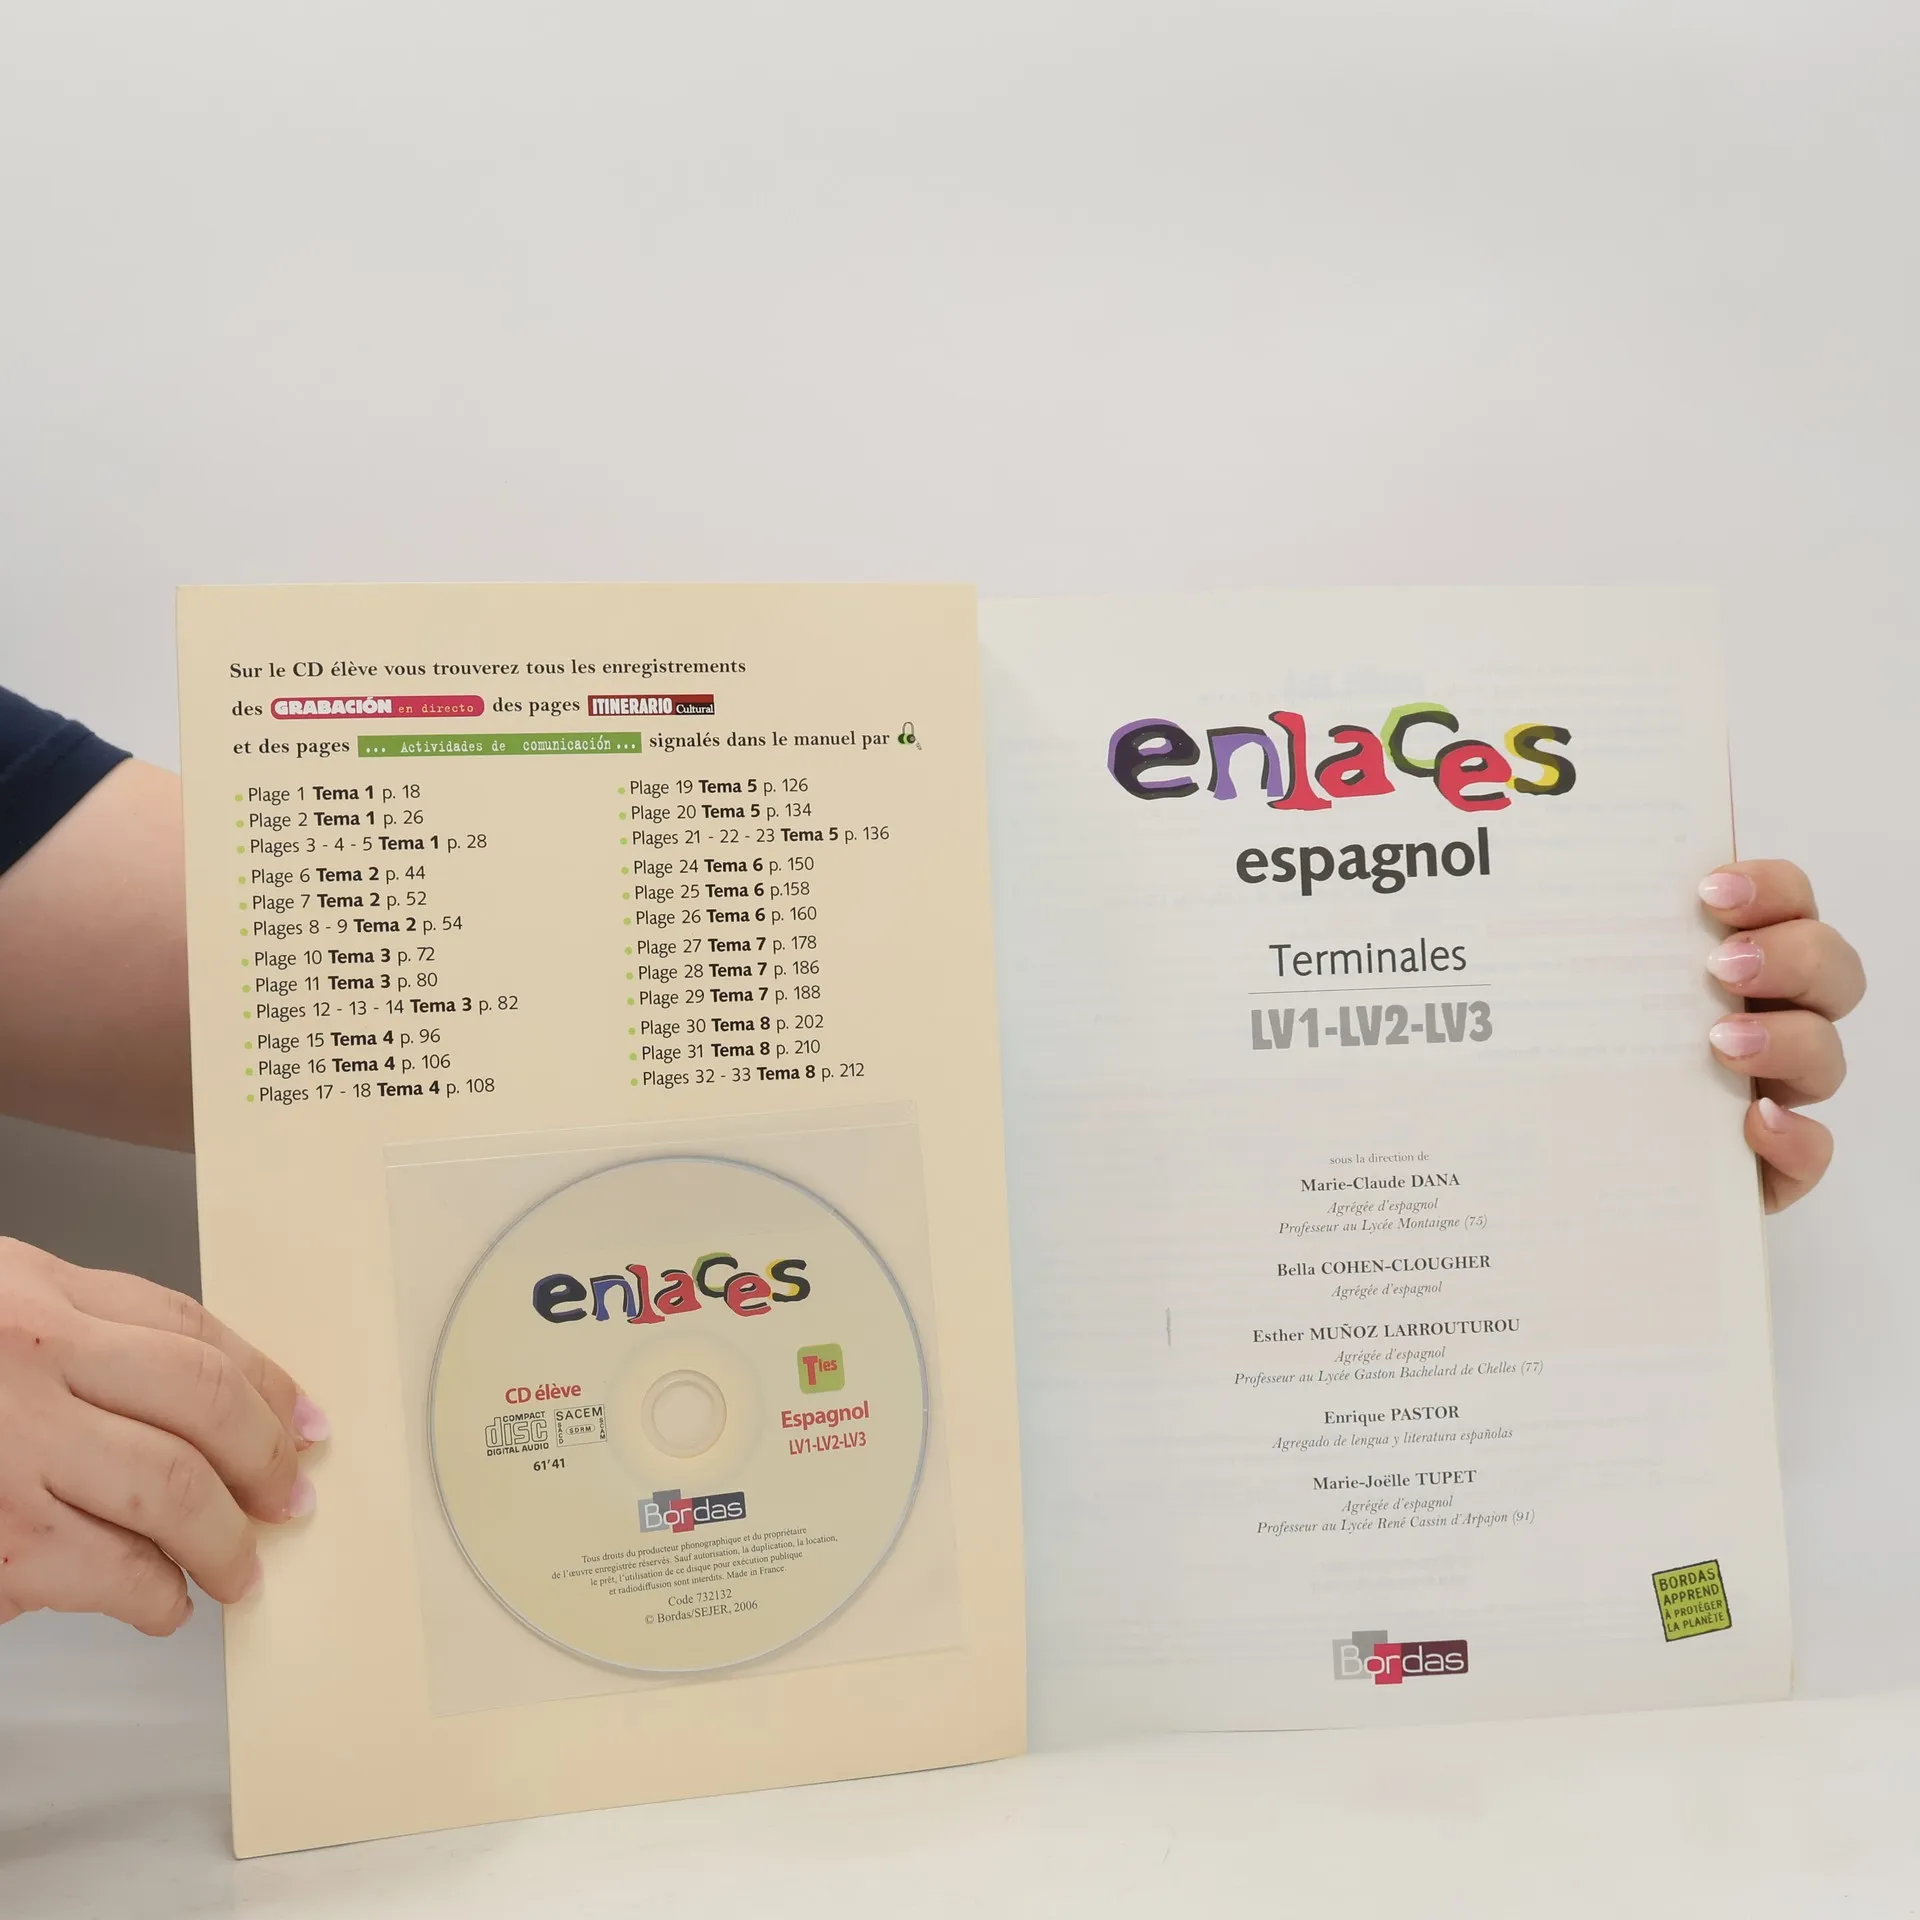 Sur le CD élève vous trouverez tous les enregistrements
des GRABACIÓN en directo des pages ITINERARIO Cultural
et des pages ... Actividades de comunicación ... signalés dans le manuel par
Plage 1 Tema 1 p. 18
Plage 2 Tema 1 p. 26
Plages 3 - 4 - 5 Tema 1 p. 28
Plage 6 Tema 2 p. 44
Plage 7 Tema 2 p. 52
Plages 8 - 9 Tema 2 p. 54
Plage 10 Tema 3 p. 72
Plage 11 Tema 3 p. 80
Plages 12 - 13 - 14 Tema 3 p. 82
Plage 15 Tema 4 p. 96
Plage 16 Tema 4 p. 106
Plages 17 - 18 Tema 4 p. 108
Plage 19 Tema 5 p. 126
Plage 20 Tema 5 p. 134
Plages 21 - 22 - 23 Tema 5 p. 136
Plage 24 Tema 6 p. 150
Plage 25 Tema 6 p.158
Plage 26 Tema 6 p. 160
Plage 27 Tema 7 p. 178
Plage 28 Tema 7 p. 186
Plage 29 Tema 7 p. 188
Plage 30 Tema 8 p. 202
Plage 31 Tema 8 p. 210
Plages 32 - 33 Tema 8 p. 212
enlaces
CD élève
COMPACT
disc
DIGITAL AUDIO
SACEM
SACD
SDRM
SCAM
61'41
Tles
Espagnol
LV1-LV2-LV3
Bordas
Tous droits du producteur phonographique et du propriétaire
de l'œuvre enregistrée réservés. Sauf autorisation, la duplication, la location,
le prêt, l'utilisation de ce disque pour exécution publique
et radiodiffusion sont interdits. Made in France
Code 732132
© Bordas/SEJER, 2006
enlaces
espagnol
Terminales
LV1-LV2-LV3
sous la direction de
Marie-Claude DANA
Agrégée d'espagnol
Professeur au Lycée Montaigne (75)
Bella COHEN-CLOUGHER
Agrégée d'espagnol
Esther MUÑOZ LARROUTUROU
Agrégée d'espagnol
Professeur au Lycée Gaston Bachelard de Chelles (77)
Enrique PASTOR
Agregado de lengua y literatura españolas
Marie-Joëlle TUPET
Agrégée d'espagnol
Professeur au Lycée René Cassin d'Arpajon (91)
BORDAS
APPREND
À PROTÉGER
LA PLANÈTE
Bordas